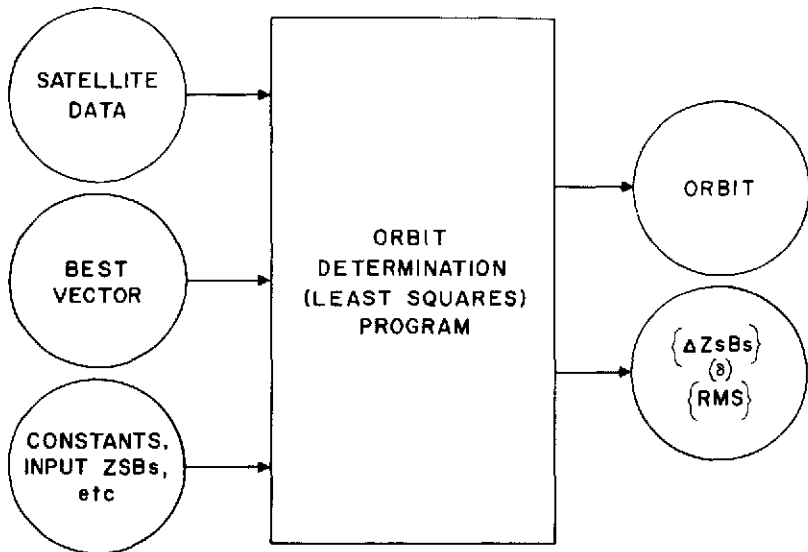 SATELLITE
DATA
BEST
VECTOR
CONSTANTS,
INPUT ZSBs,
etc
ORBIT
DETERMINATION
(LEAST SQUARES)
PROGRAM
ORBIT
{ΔZsBs}
(8)
{RMS}